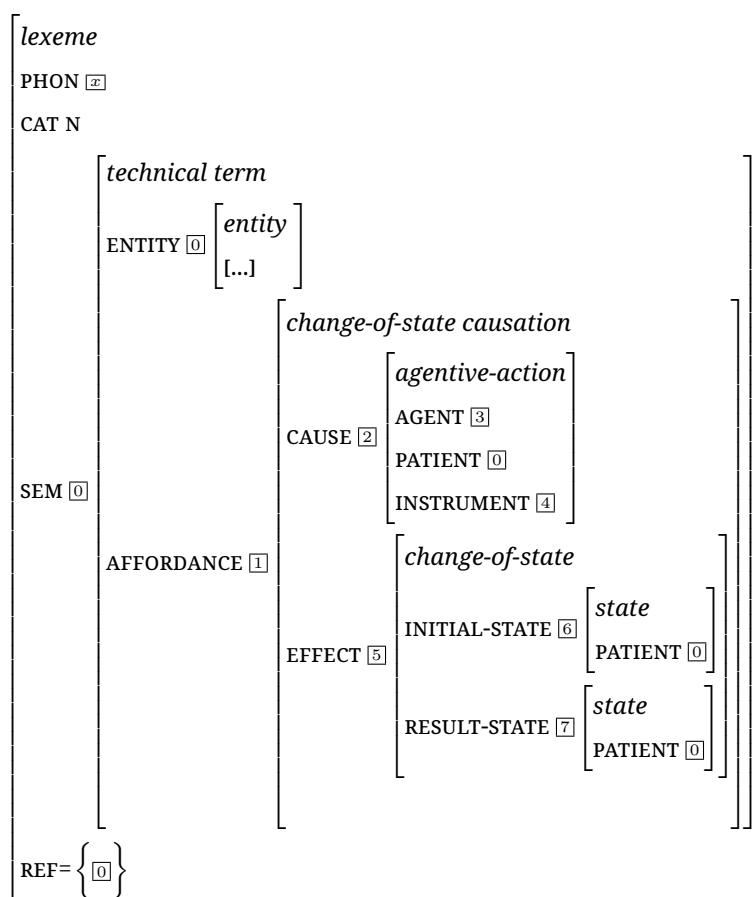 lexeme
PHON x
CAT N
technical term
ENTITY 0
entity
[...]
change-of-state causation
agentive-action
AGENT 3
CAUSE 2
PATIENT 0
INSTRUMENT 4
SEM 0
AFFORDANCE 1
change-of-state
state
INITIAL-STATE 6
PATIENT 0
EFFECT 5
state
RESULT-STATE 7
PATIENT 0
REF= { 0 }